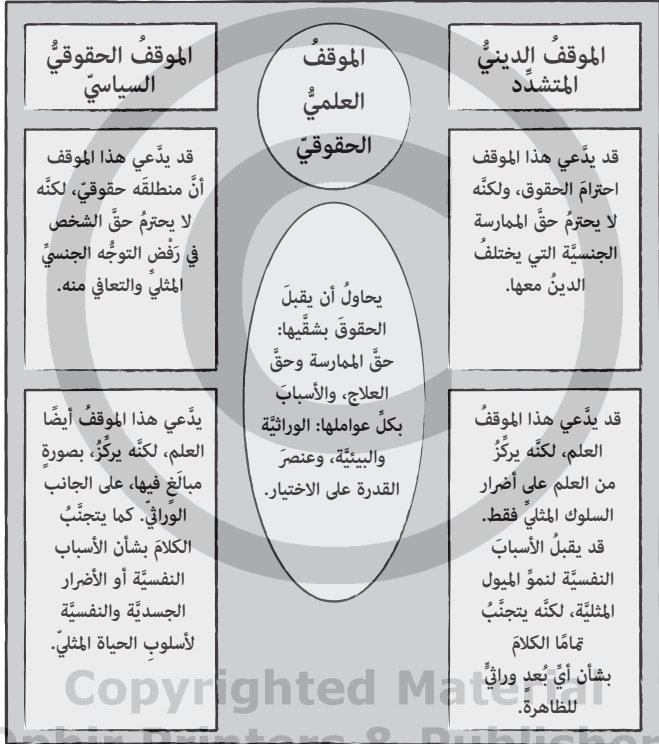 الموقفُ الدينيُّ
المتشدِّد
قد يدَّعي هذا الموقف
احترامَ الحقوق، ولكنَّه
لا يحترمُ حقَّ الممارسة
الجنسيَّة التي يختلفُ
الدينُ معها.
قد يدَّعي هذا الموقفُ
العلم، لكنَّه يركِّزُ
من العلم على أضرار
السلوك المثليِّ فقط.
قد يقبلُ الأسبابَ
النفسيَّة لنموِّ الميول
المثليَّة، لكنَّه يتجنَّبُ
تمامًا الكلامَ
بشأن أيِّ بُعدٍ وراثيٍّ
للظاهرة.
الموقفُ
العلميُّ
الحقوقيّ
يحاولُ أن يقبلَ
الحقوقَ بشقَّيها:
حقَّ الممارسة وحقَّ
العلاج، والأسبابَ
بكلِّ عواملها: الوراثيَّة
والبيئيَّة، وعنصرَ
القدرة على الاختيار.
الموقفُ الحقوقيُّ
السياسيّ
قد يدَّعي هذا الموقف
أنَّ منطلقَه حقوقيّ، لكنَّه
لا يحترمُ حقَّ الشخص
في رَفْض التوجُّه الجنسيِّ
المثليِّ والتعافي منه.
يدَّعي هذا الموقفُ أيضًا
العلم، لكنَّه يركِّزُ، بصورةٍ
مبالَغٍ فيها، على الجانب
الوراثيّ. كما يتجنَّبُ
الكلامَ بشأن الأسباب
النفسيَّة أو الأضرار
الجسديَّة والنفسيَّة
لأسلوبِ الحياة المثليّ.
Copyrighted Material
Ophir Printers & Publishers